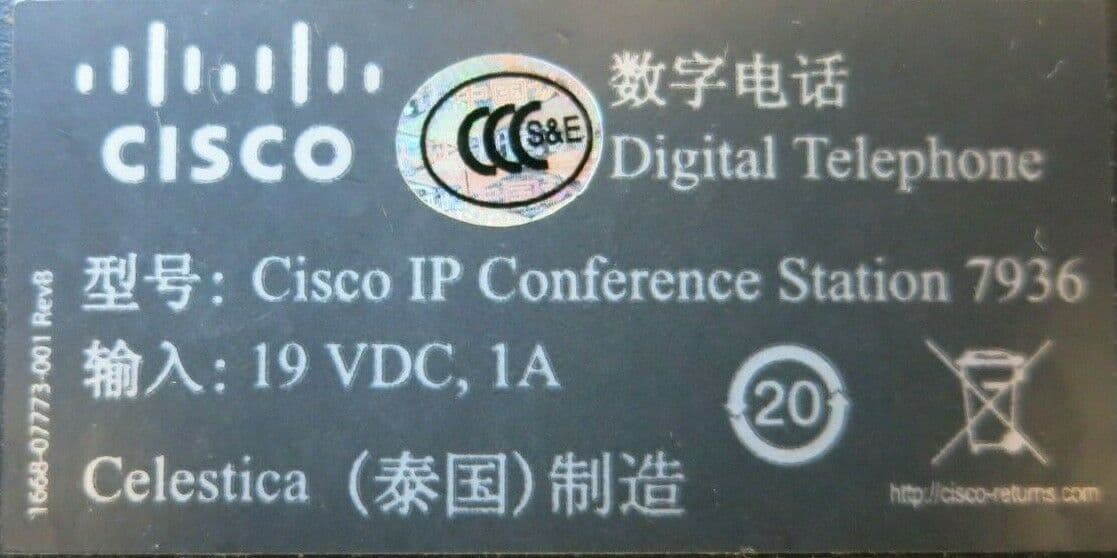 CISCO
CCC S&E
数字电话
Digital Telephone
型号: Cisco IP Conference Station 7936
输入: 19 VDC, 1A
20
Celestica (泰国)制造
http://cisco-returns.com
1668-07773-001 RevB